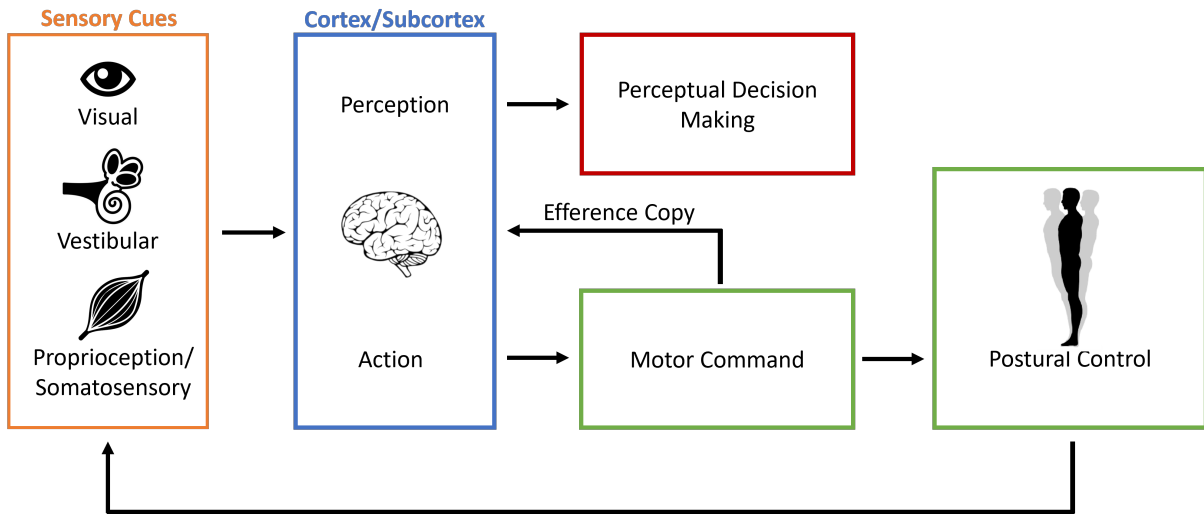 Sensory Cues
Visual
Vestibular
Proprioception/
Somatosensory
Cortex/Subcortex
Perception
Action
Perceptual Decision
Making
Efference Copy
Motor Command
Postural Control